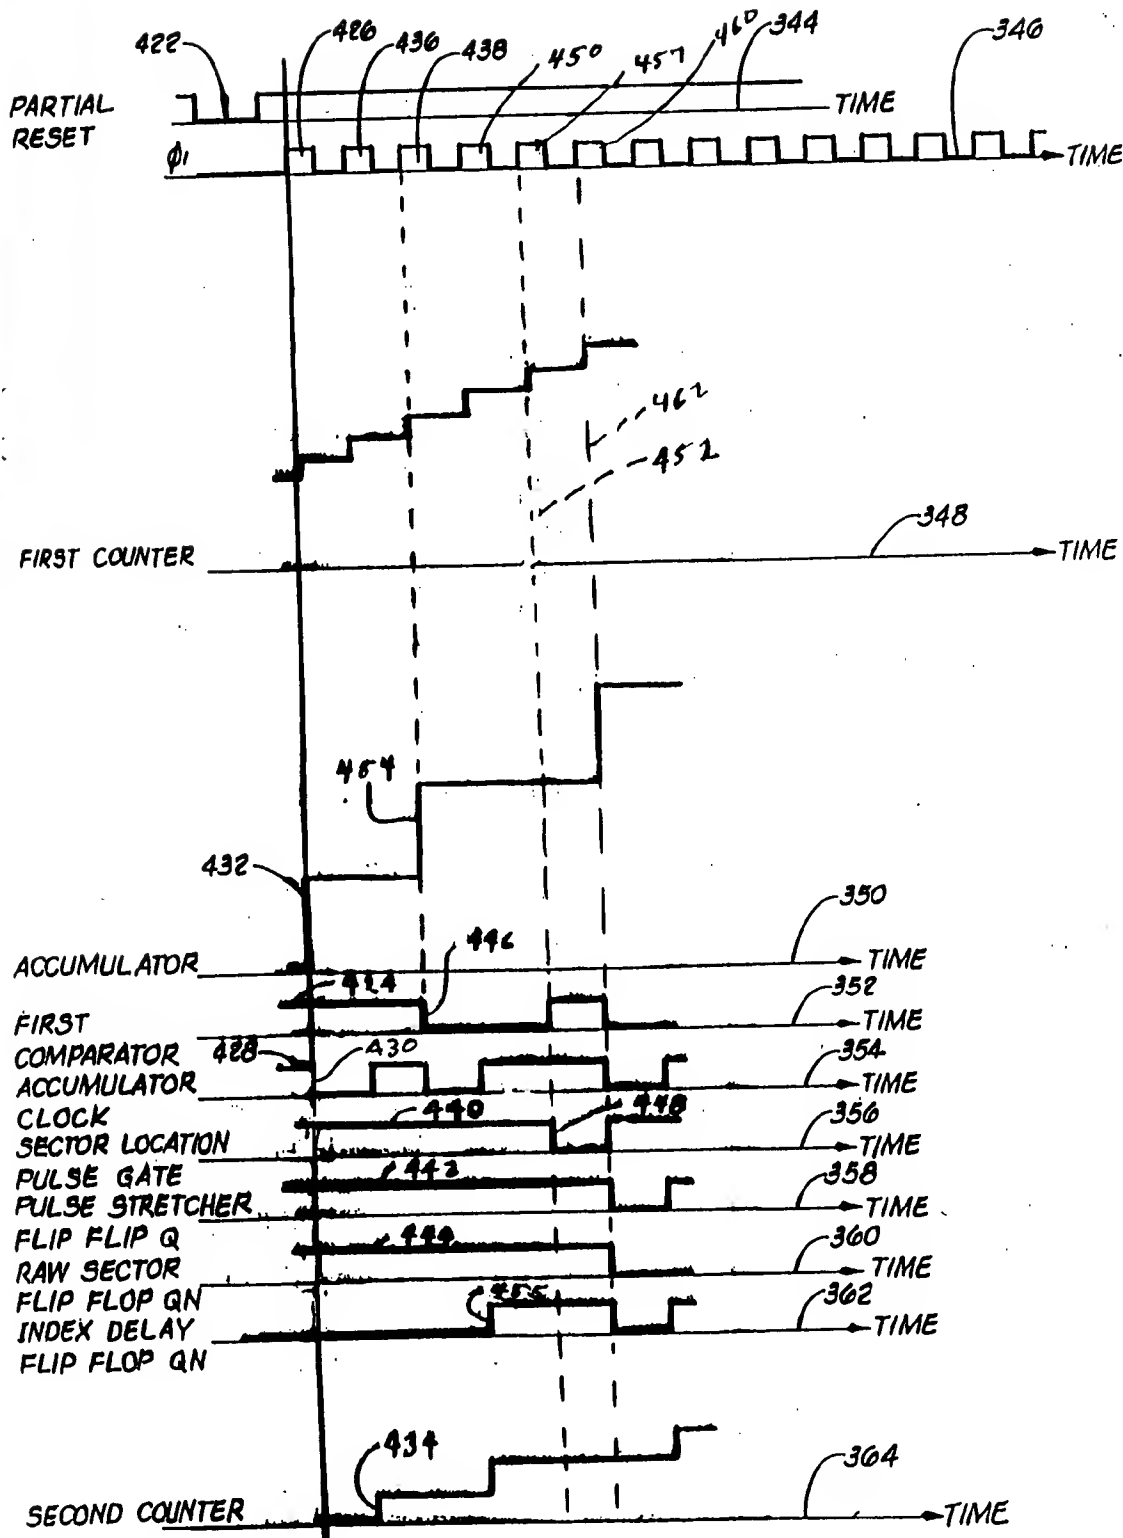 422
426
436
438
450
457
460
344
346
PARTIAL
RESET
TIME
φ1
TIME
462
452
348
FIRST COUNTER
TIME
454
432
350
446
ACCUMULATOR
TIME
424
352
FIRST
TIME
COMPARATOR
428
430
354
ACCUMULATOR
TIME
CLOCK
440
448
356
SECTOR LOCATION
TIME
PULSE GATE
442
358
PULSE STRETCHER
TIME
FLIP FLIP Q
444
360
RAW SECTOR
TIME
FLIP FLOP QN
455
362
INDEX DELAY
TIME
FLIP FLOP QN
434
364
SECOND COUNTER
TIME